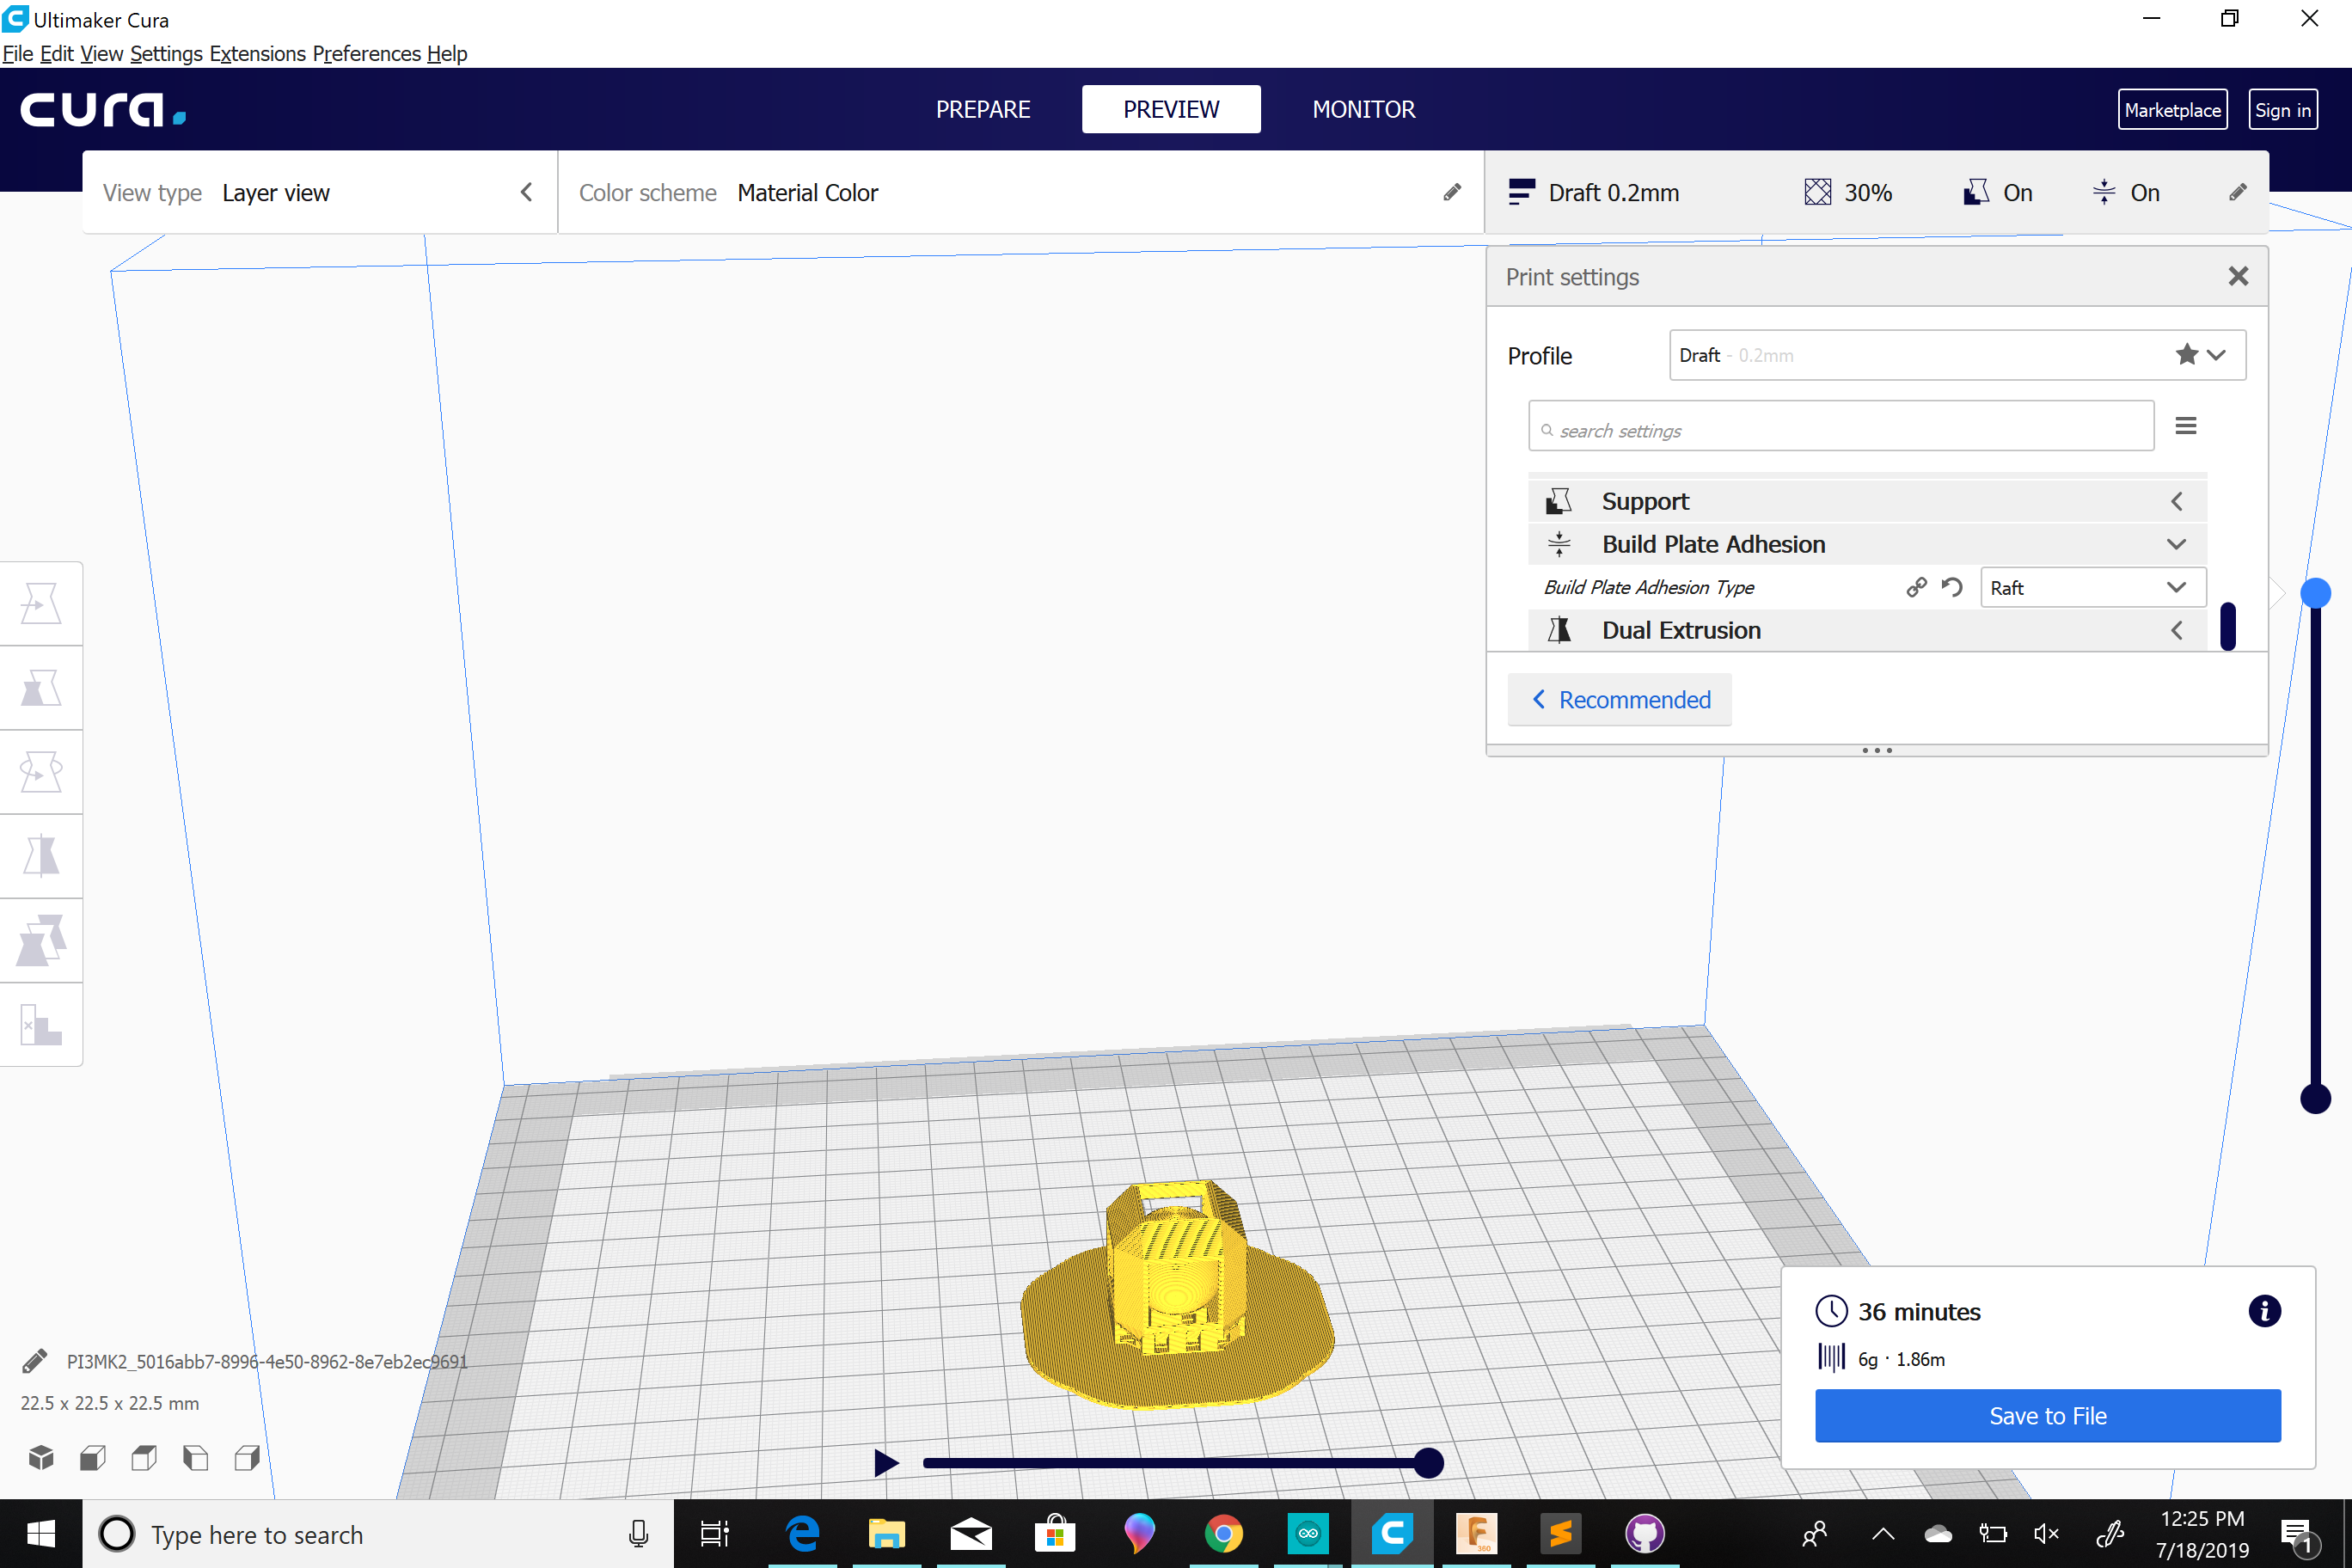 Ultimaker Cura
File Edit View Settings Extensions Preferences Help
cura.
PREPARE PREVIEW MONITOR
Marketplace Sign in
View type Layer view Color scheme Material Color Draft 0.2mm 30% On On
Print settings
Profile Draft - 0.2mm
search settings
Support
Build Plate Adhesion
Build Plate Adhesion Type Raft
Dual Extrusion
Recommended
36 minutes
6g · 1.86m
Save to File
PI3MK2_5016abb7-8996-4e50-8962-8e7eb2ec9691
22.5 x 22.5 x 22.5 mm
Type here to search
360
12:25 PM
7/18/2019
1